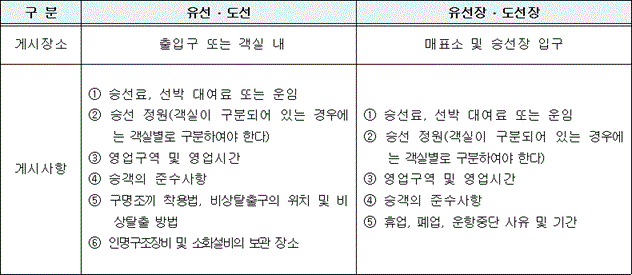 구 분 유선·도선 유선장·도선장
게시장소 출입구 또는 객실 내 매표소 및 승선장 입구
게시사항
① 승선료, 선박 대여료 또는 운임
② 승선 정원(객실이 구분되어 있는 경우에
는 객실별로 구분하여야 한다)
③ 영업구역 및 영업시간
④ 승객의 준수사항
⑤ 구명조끼 착용법, 비상탈출구의 위치 및 비
상탈출 방법
⑥ 인명구조장비 및 소화설비의 보관 장소
① 승선료, 선박 대여료 또는 운임
② 승선 정원(객실이 구분되어 있는 경우에
는 객실별로 구분하여야 한다)
③ 영업구역 및 영업시간
④ 승객의 준수사항
⑤ 휴업, 폐업, 운항중단 사유 및 기간